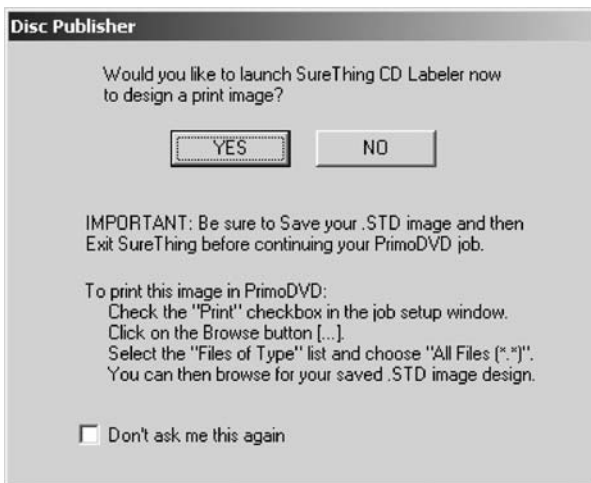 Disc Publisher
Would you like to launch SureThing CD Labeler now
to design a print image?
YES NO
IMPORTANT: Be sure to Save your .STD image and then
Exit SureThing before continuing your PrimoDVD job.
To print this image in PrimoDVD:
Check the "Print" checkbox in the job setup window.
Click on the Browse button [...].
Select the "Files of Type" list and choose "All Files (*.*)".
You can then browse for your saved .STD image design.
Don't ask me this again